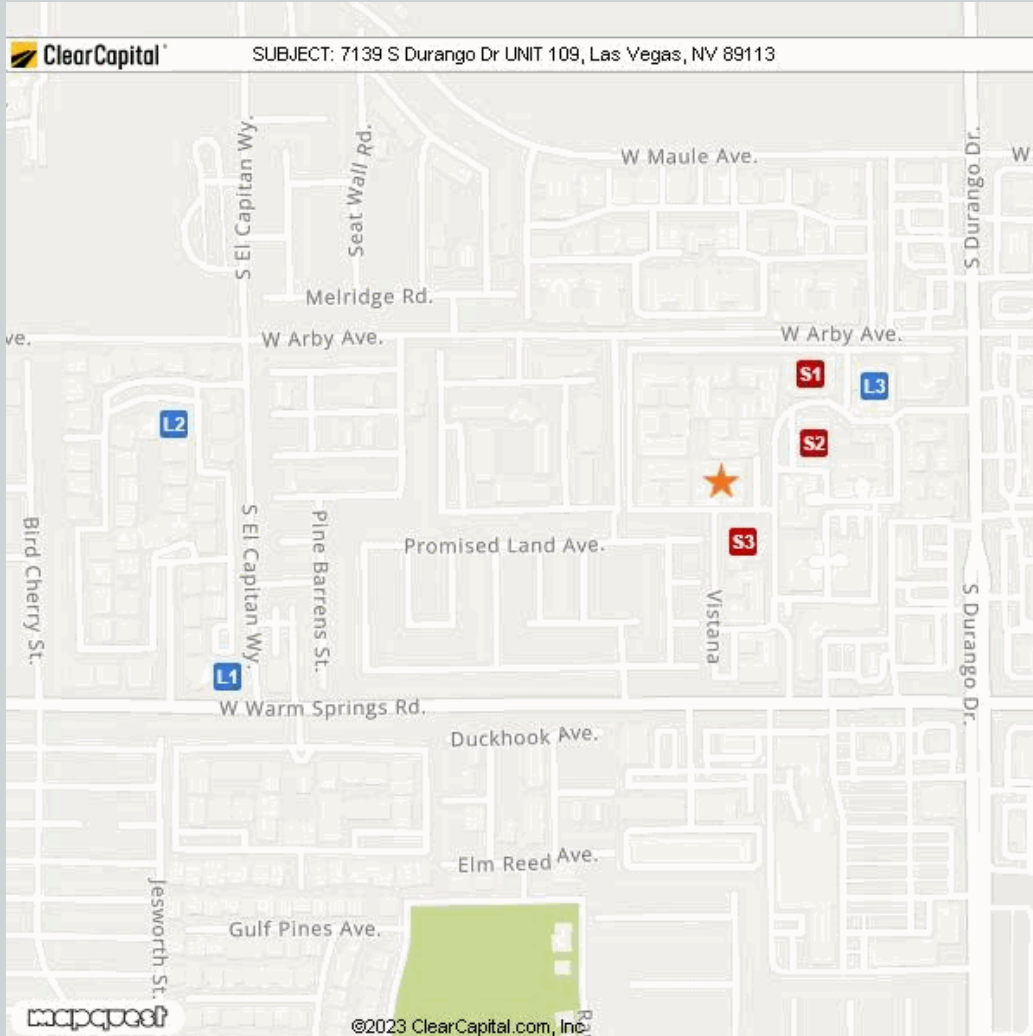 ClearCapital
SUBJECT: 7139 S Durango Dr UNIT 109, Las Vegas, NV 89113
S El Capitan Wy.
Seat Wall Rd.
W Maule Ave.
W
S Durango Dr.
Melridge Rd.
ve.
W Arby Ave.
W Arby Ave.
S1
L3
L2
S2
S3
Bird Cherry St.
S El Capitan Wy.
Pine Barrens St.
Promised Land Ave.
Vistana
S Durango Dr.
L1
W Warm Springs Rd.
Duckhook Ave.
Elm Reed Ave.
Jesworth St.
Gulf Pines Ave.
Ra
mapquest
©2023 ClearCapital.com, Inc